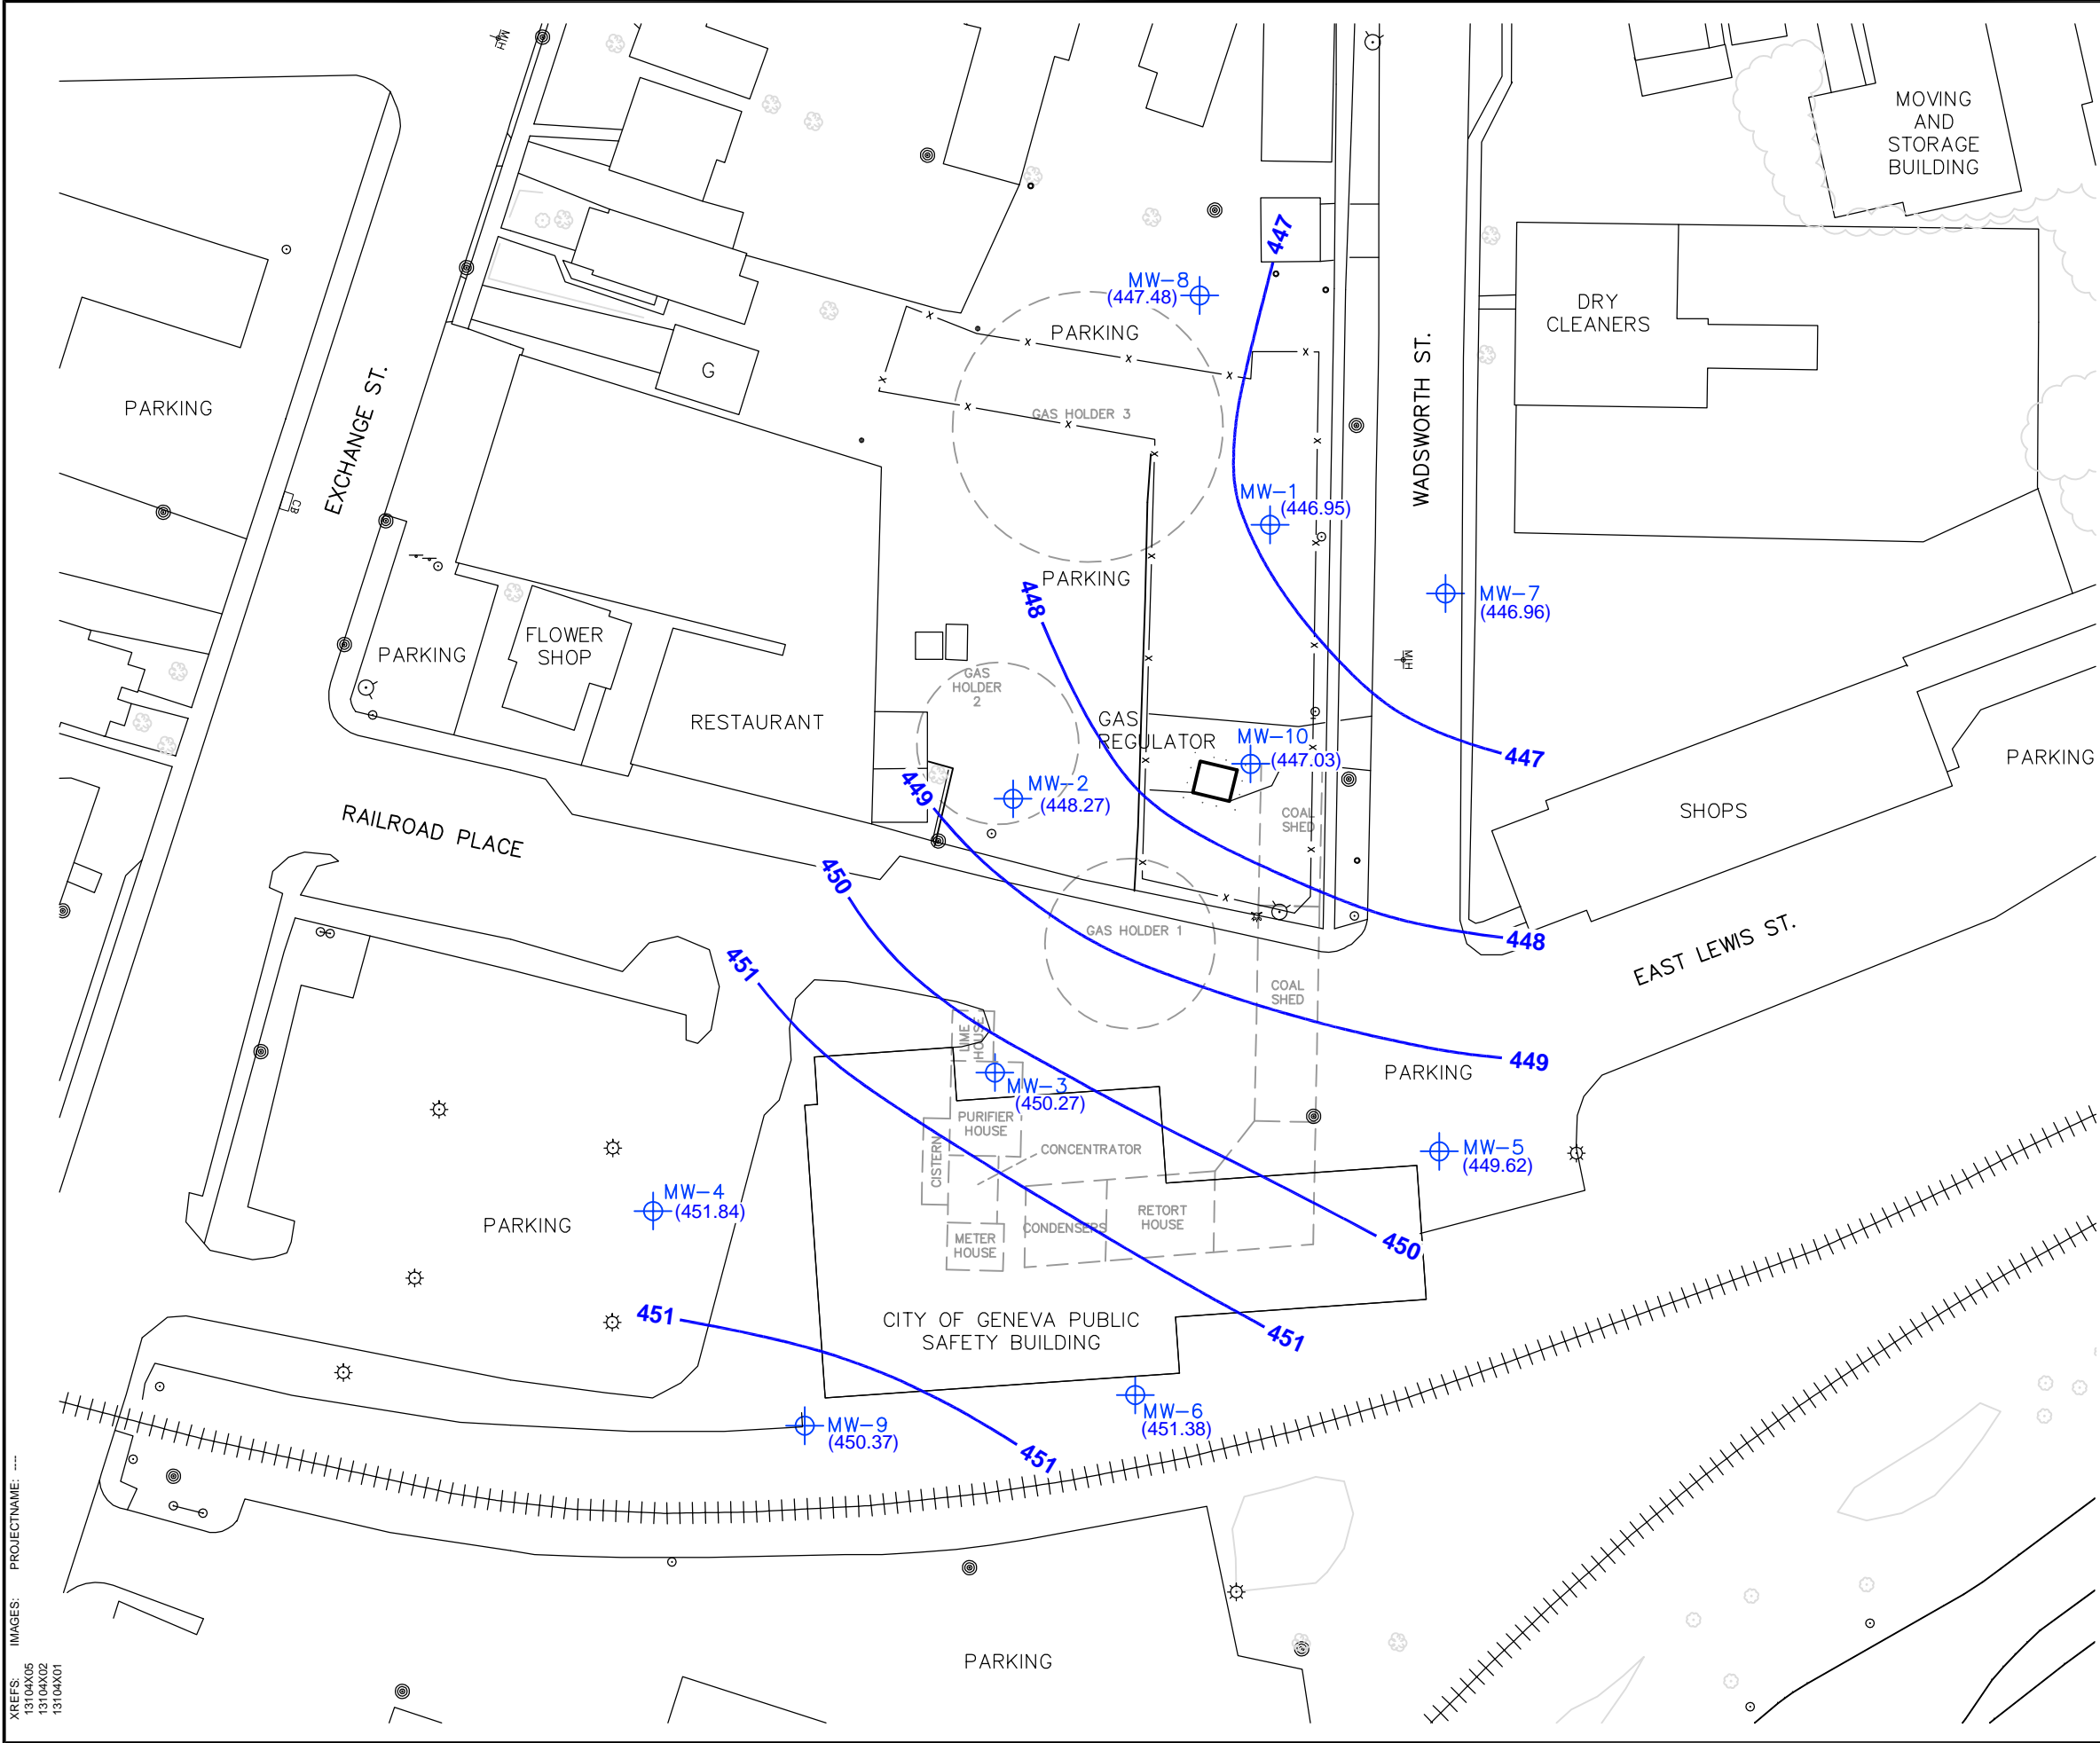 MH
MOVING
AND
STORAGE
BUILDING
447
MW-8
(447.48)
PARKING
DRY
CLEANERS
WADSWORTH ST.
G
PARKING
EXCHANGE ST.
GAS HOLDER 3
MW-1
(446.95)
CB
PARKING
448
MW-7
(446.96)
FLOWER
SHOP
PARKING
MH
GAS
HOLDER
2
RESTAURANT
GAS
REGULATOR
MW-10
(447.03)
447
PARKING
449
MW-2
(448.27)
COAL
SHED
SHOPS
RAILROAD PLACE
450
GAS HOLDER 1
448
EAST LEWIS ST.
451
COAL
SHED
LIME
HOUSE
449
MW-3
(450.27)
PARKING
PURIFIER
HOUSE
CONCENTRATOR
CISTERN
MW-5
(449.62)
MW-4
(451.84)
PARKING
METER
HOUSE
CONDENSERS
RETORT
HOUSE
450
451
CITY OF GENEVA PUBLIC
SAFETY BUILDING
451
MW-6
(451.38)
MW-9
(450.37)
451
PARKING
XREFS: IMAGES: PROJECTNAME: ----
13104X05
13104X02
13104X01